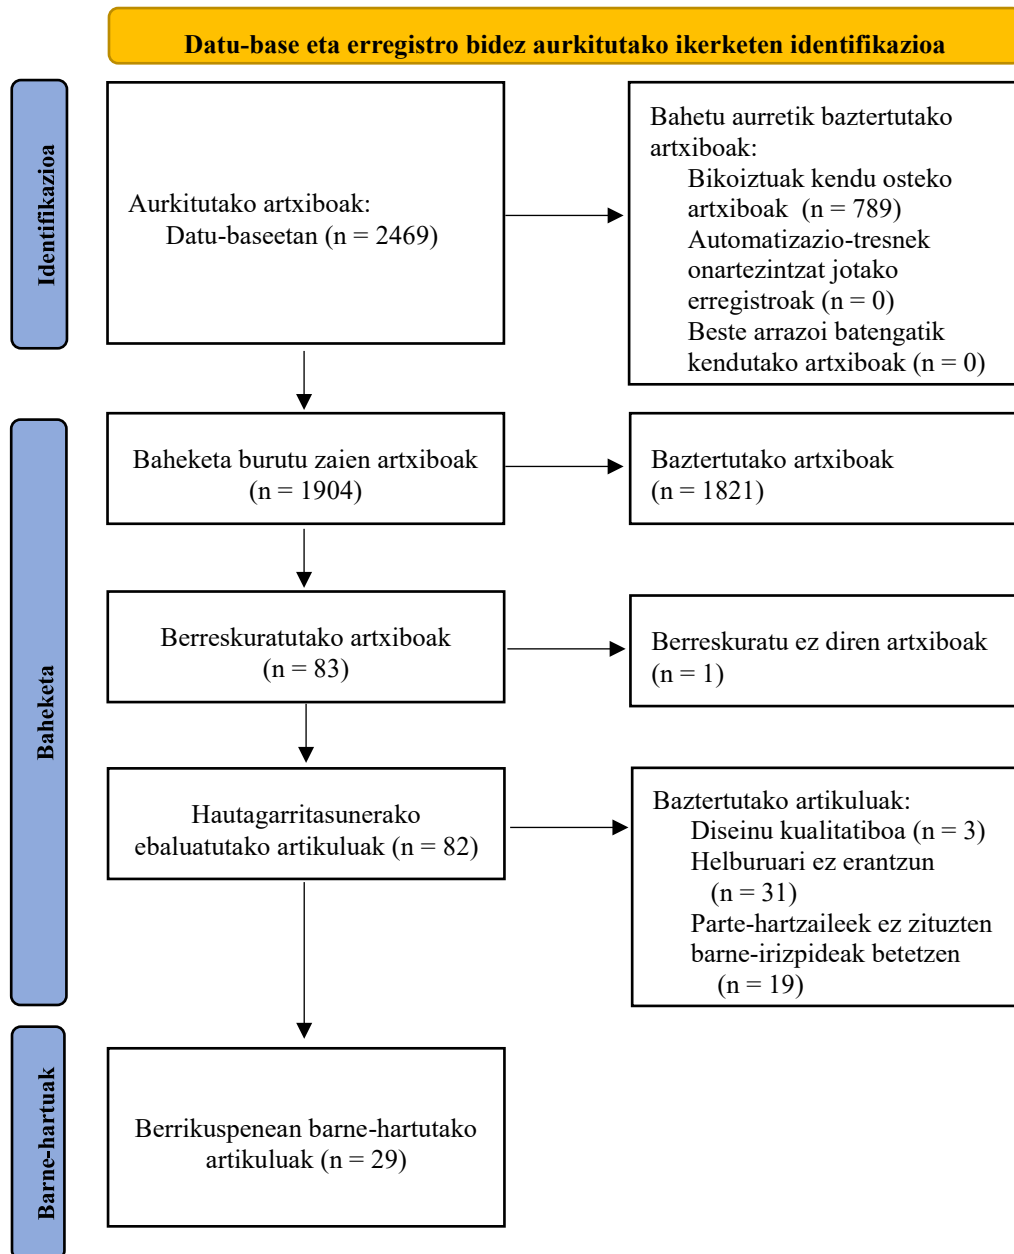 Datu-base eta erregistro bidez aurkitutako ikerketen identifikazioa
Identifikazioa
Aurkitutako artxiboak:
Datu-baseetan (n = 2469)
Bahetu aurretik baztertutako
artxiboak:
Bikoiztuak kendu osteko
artxiboak (n = 789)
Automatizazio-tresnek
onartezintzat jotako
erregistroak (n = 0)
Beste arrazoi batengatik
kendutako artxiboak (n = 0)
Baheketa
Baheketa burutu zaien artxiboak
(n = 1904)
Baztertutako artxiboak
(n = 1821)
Berreskuratutako artxiboak
(n = 83)
Berreskuratu ez diren artxiboak
(n = 1)
Hautagarritasunerako
ebaluatutako artikuluak (n = 82)
Baztertutako artikuluak:
Diseinu kualitatiboa (n = 3)
Helburuari ez erantzun
(n = 31)
Parte-hartzaileek ez zituzten
barne-irizpideak betetzen
(n = 19)
Barne-hartuak
Berrikuspenean barne-hartutako
artikuluak (n = 29)